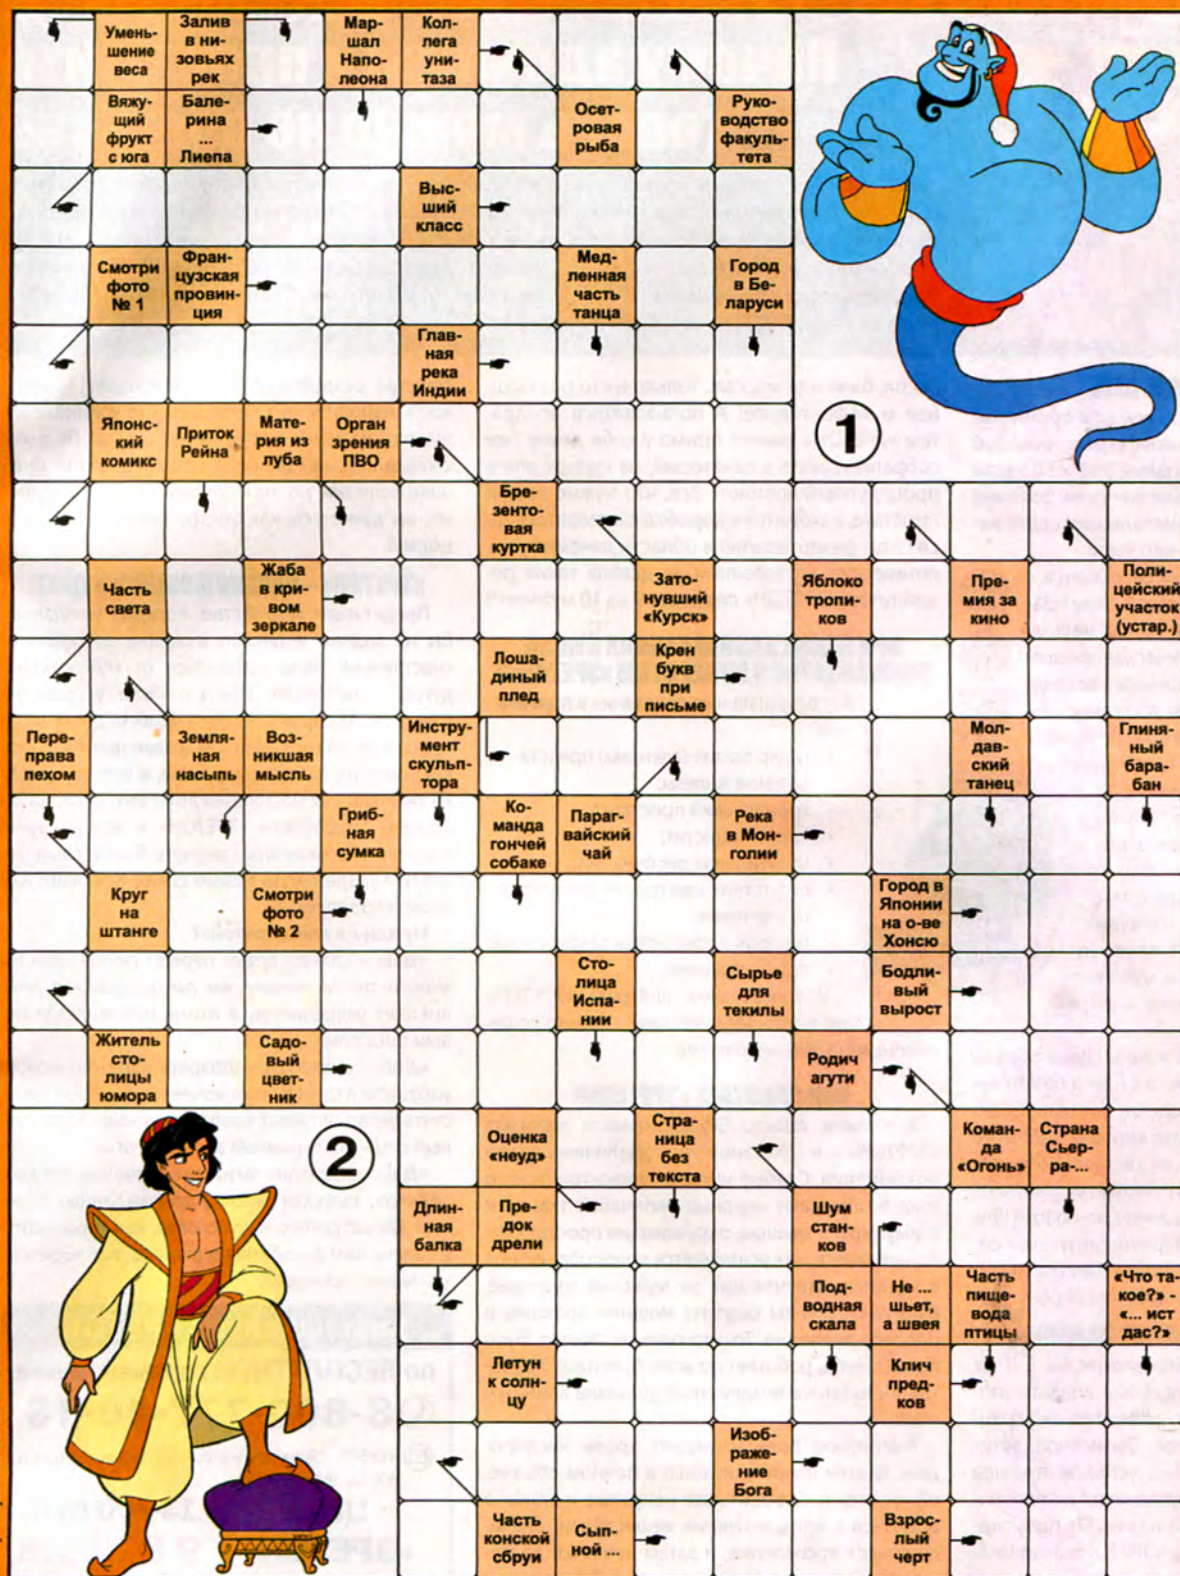 Умень-
шение
веса
Залив
в ни-
зовьях
рек
Мар-
шал
Напо-
леона
Кол-
лега
уни-
таза
Вяжу-
щий
фрукт
с юга
Бале-
рина
...
Лиепа
Осет-
ровая
рыба
Руко-
водство
факуль-
тета
Выс-
ший
класс
Смотри
фото
№ 1
Фран-
цузская
провин-
ция
Мед-
ленная
часть
танца
Город
в Бе-
ларуси
Глав-
ная
река
Индии
1
Японс-
кий
комикс
Приток
Рейна
Мате-
рия из
луба
Орган
зрения
ПВО
Бре-
зенто-
вая
куртка
Часть
света
Жаба
в кри-
вом
зеркале
Зато-
нувший
«Курск»
Яблоко
тропи-
ков
Пре-
мия за
кино
Поли-
цейский
участок
(устар.)
Лоша-
диный
плед
Крен
букв
при
письме
Пере-
права
пехом
Земля-
ная
насыпь
Воз-
никшая
мысль
Инстру-
мент
скульп-
тора
Мол-
дав-
ский
танец
Глиня-
ный
бара-
бан
Гриб-
ная
сумка
Ко-
манда
гончей
собаке
Параг-
вайский
чай
Река
в Мон-
голии
Круг
на
штанге
Смотри
фото
№ 2
Город в
Японии
на о-ве
Хонсю
Сто-
лица
Испа-
нии
Сырье
для
текилы
Бодли-
вый
вырост
Житель
сто-
лицы
юмора
Садо-
вый
цвет-
ник
Родич
агути
2
Оценка
«неуд»
Стра-
ница
без
текста
Коман-
да
«Огонь»
Страна
Сьер-
ра-...
Длин-
ная
балка
Пре-
док
дрели
Шум
стан-
ков
Под-
водная
скала
Не ...
шьет,
а швея
Часть
пище-
вода
птицы
«Что та-
кое?» -
«... ист
дас?»
Летун
к солн-
цу
Клич
пред-
ков
Изоб-
раже-
ние
Бога
Часть
конской
сбруи
Сып-
ной ...
Взрос-
лый
черт